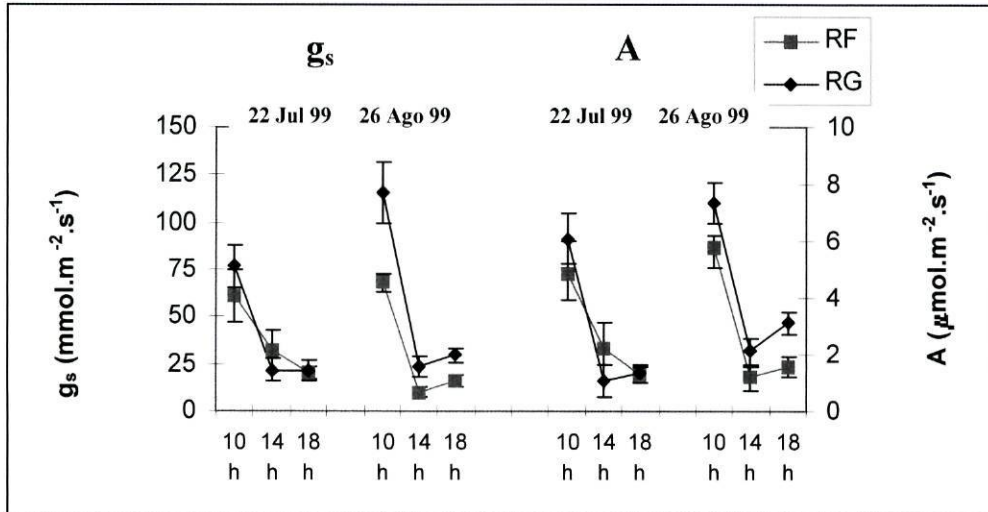 gs A
RF
RG
22 Jul 99 26 Ago 99 22 Jul 99 26 Ago 99
150 10
125
8
100
6
75
4
50
25 2
0 0
gs (mmol.m-2.s-1)
A (μmol.m-2.s-1)
10 14 18 10 14 18 10 14 18 10 14 18
h h h h h h h h h h h h